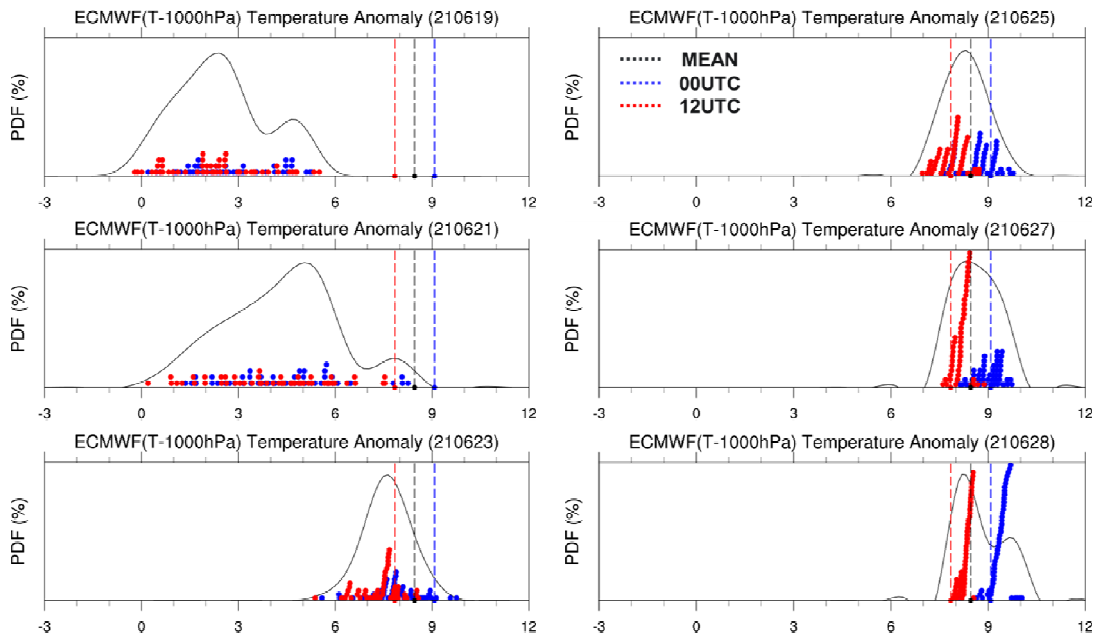 ECMWF(T-1000hPa) Temperature Anomaly (210619)
PDF (%)
-3 0 3 6 9 12
ECMWF(T-1000hPa) Temperature Anomaly (210625)
MEAN
00UTC
12UTC
PDF (%)
-3 0 3 6 9 12
ECMWF(T-1000hPa) Temperature Anomaly (210621)
PDF (%)
-3 0 3 6 9 12
ECMWF(T-1000hPa) Temperature Anomaly (210627)
PDF (%)
-3 0 3 6 9 12
ECMWF(T-1000hPa) Temperature Anomaly (210623)
PDF (%)
-3 0 3 6 9 12
ECMWF(T-1000hPa) Temperature Anomaly (210628)
PDF (%)
-3 0 3 6 9 12